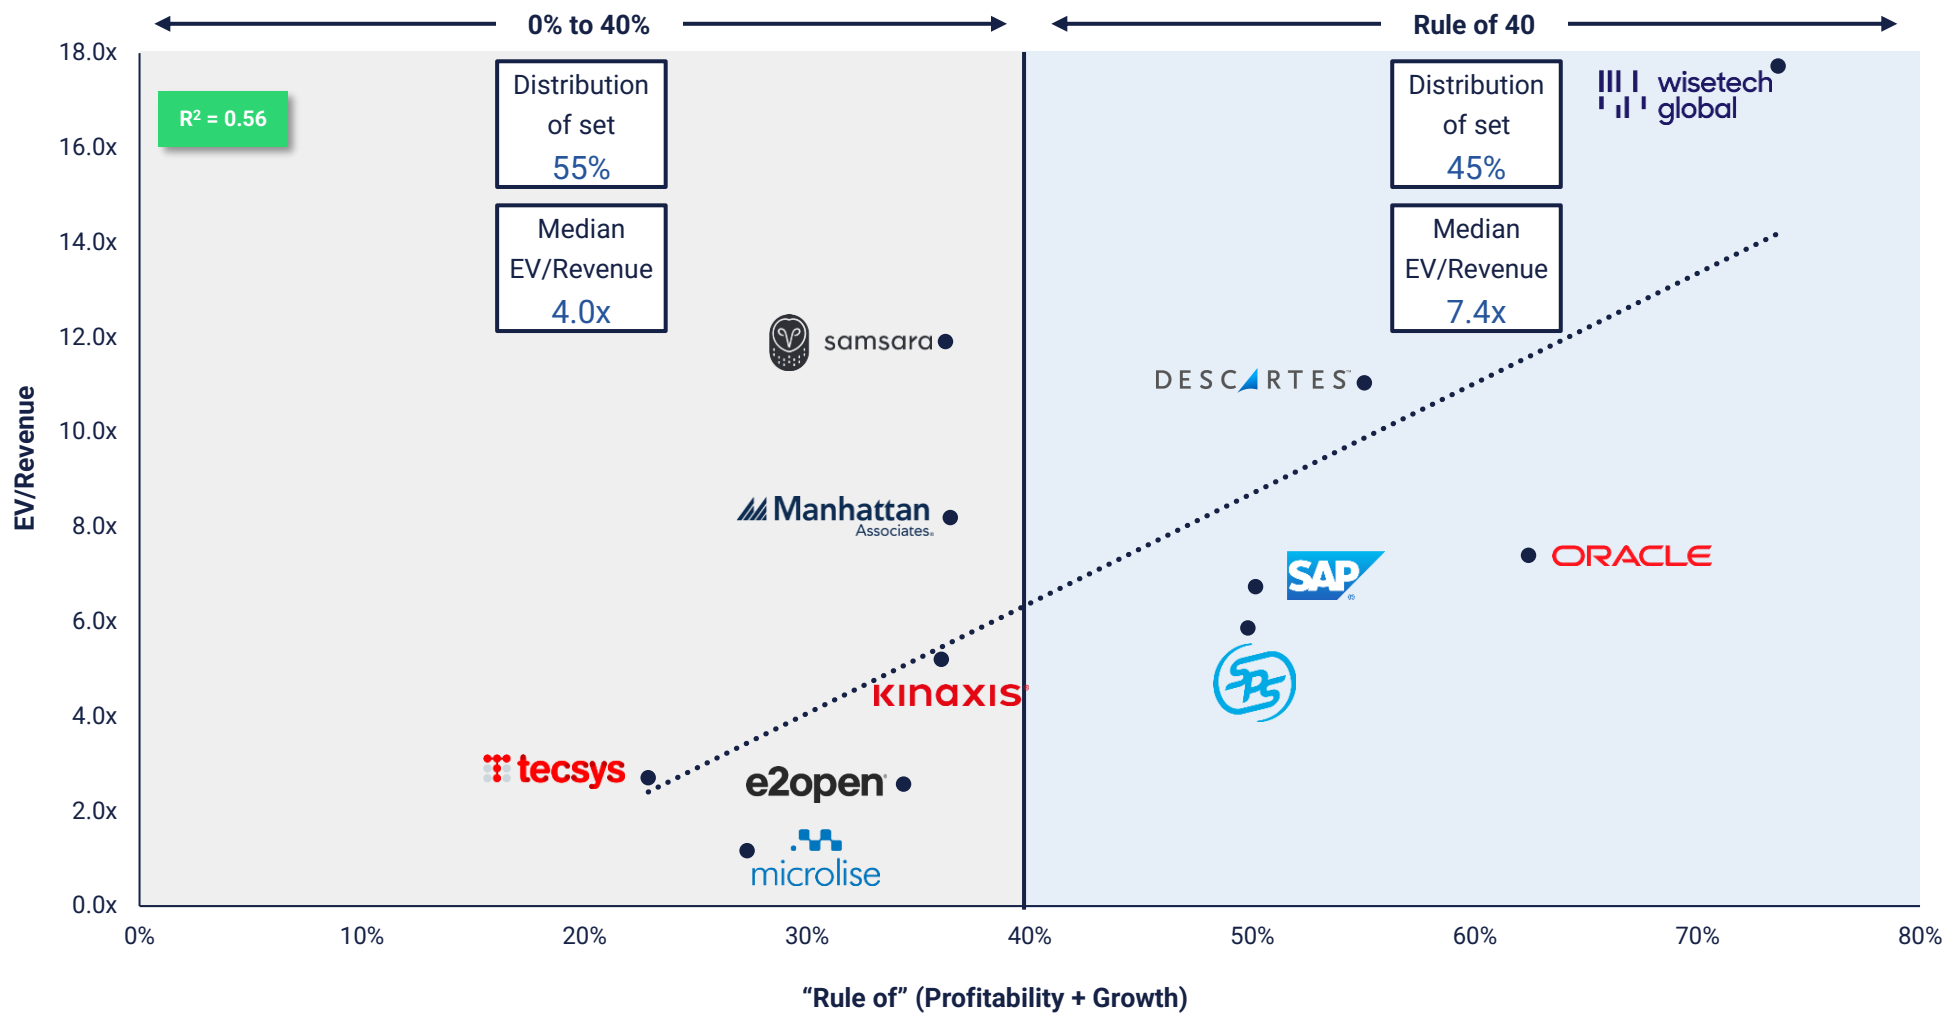 0% to 40%
Rule of 40
18.0x
16.0x
14.0x
12.0x
10.0x
8.0x
6.0x
4.0x
2.0x
0.0x
EV/Revenue
R² = 0.56
Distribution
of set
55%
Median
EV/Revenue
4.0x
Distribution
of set
45%
Median
EV/Revenue
7.4x
wisetech
global
samsara
DESCARTES™
Manhattan
Associates®
ORACLE
SAP®
SPS
kinaxis®
tecsys
e2open
microlise
0%
10%
20%
30%
40%
50%
60%
70%
80%
“Rule of” (Profitability + Growth)